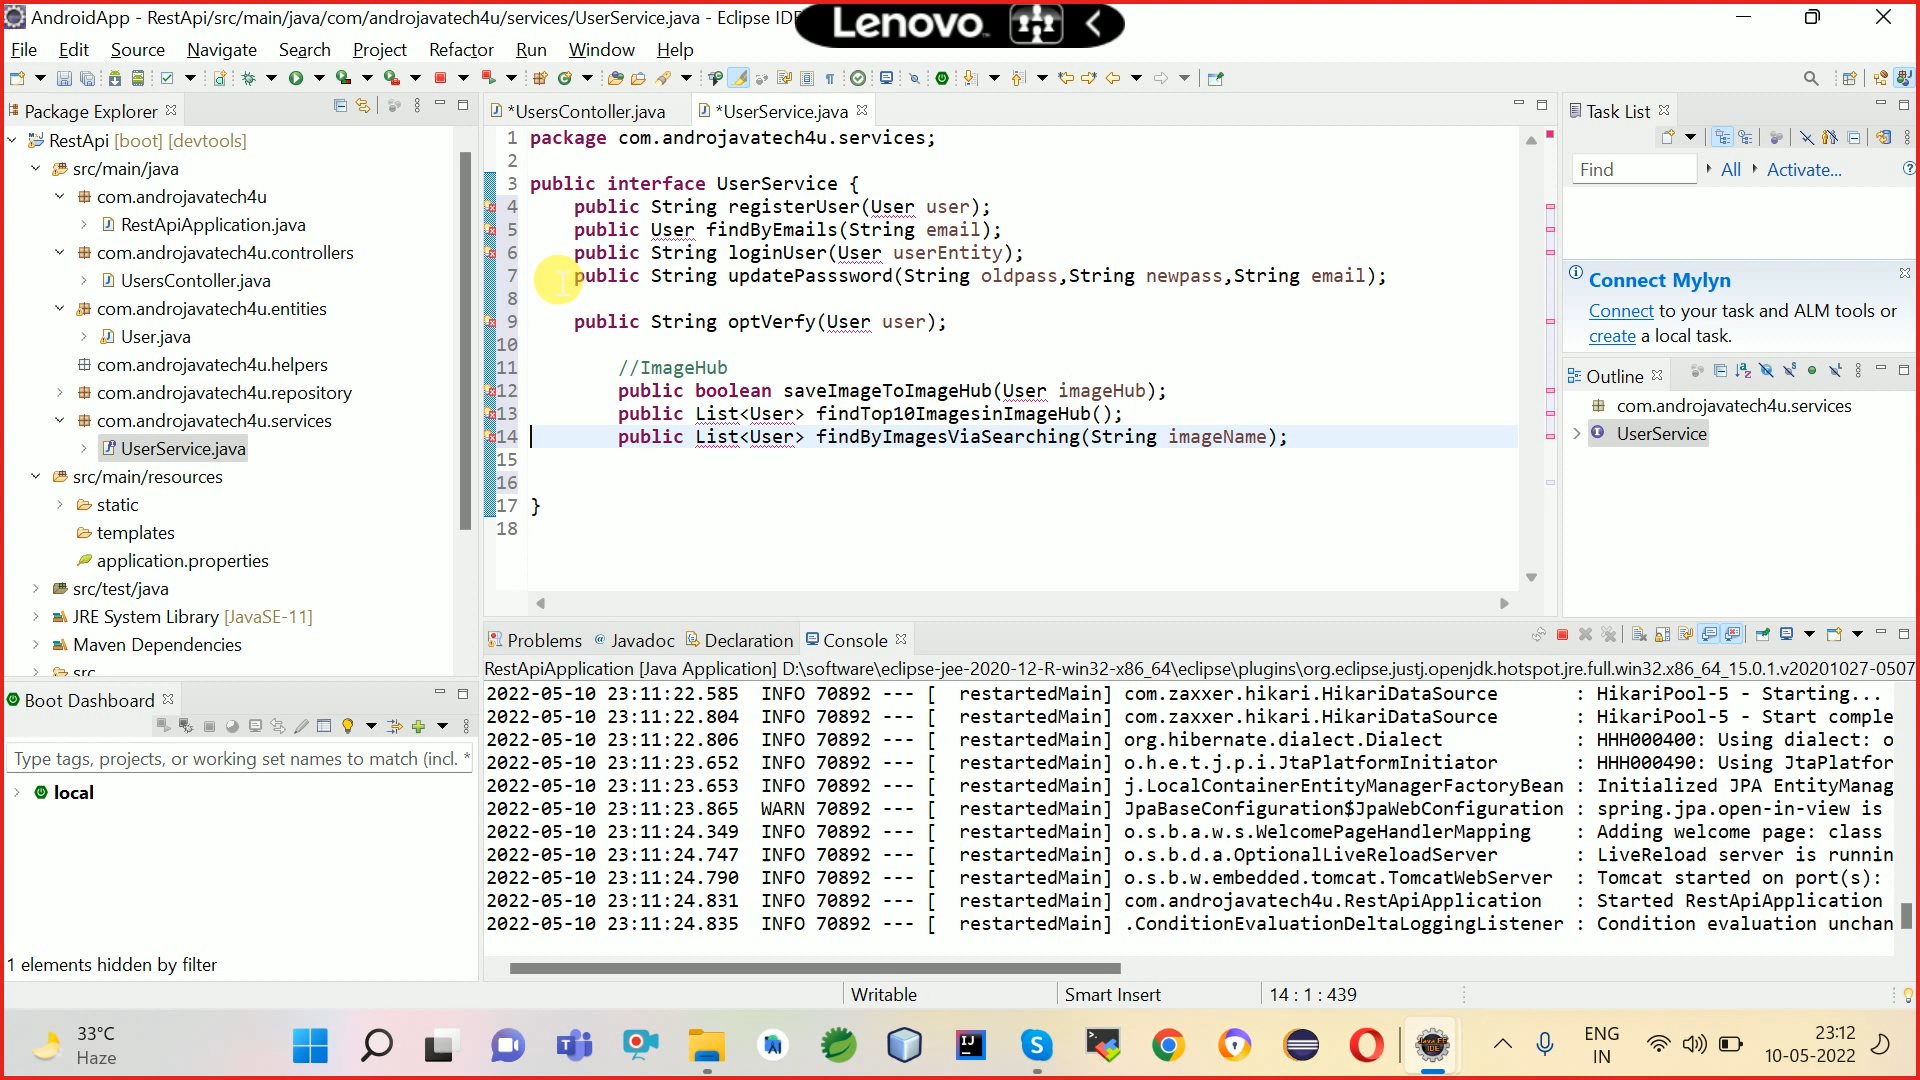 AndroidApp - RestApi/src/main/java/com/androjavatech4u/services/UserService.java - Eclipse IDE
Lenovo
File Edit Source Navigate Search Project Refactor Run Window Help
Package Explorer
RestApi [boot] [devtools]
src/main/java
com.androjavatech4u
RestApiApplication.java
com.androjavatech4u.controllers
UsersContoller.java
com.androjavatech4u.entities
User.java
com.androjavatech4u.helpers
com.androjavatech4u.repository
com.androjavatech4u.services
UserService.java
src/main/resources
static
templates
application.properties
src/test/java
JRE System Library [JavaSE-11]
Maven Dependencies
src
Boot Dashboard
Type tags, projects, or working set names to match (incl. *
local
1 elements hidden by filter
*UsersContoller.java *UserService.java
1 package com.androjavatech4u.services;
2
3 public interface UserService {
4 public String registerUser(User user);
5 public User findByEmails(String email);
6 public String loginUser(User userEntity);
7 public String updatePasssword(String oldpass,String newpass,String email);
8
9 public String optVerfy(User user);
10
11 //ImageHub
12 public boolean saveImageToImageHub(User imageHub);
13 public List<User> findTop10ImagesinImageHub();
14 public List<User> findByImagesViaSearching(String imageName);
15
16
17 }
18
Task List
Find All Activate...
Connect Mylyn
Connect to your task and ALM tools or
create a local task.
Outline
com.androjavatech4u.services
UserService
Problems Javadoc Declaration Console
RestApiApplication [Java Application] D:\software\eclipse-jee-2020-12-R-win32-x86_64\eclipse\plugins\org.eclipse.justj.openjdk.hotspot.jre.full.win32.x86_64_15.0.1.v20201027-0507
2022-05-10 23:11:22.585 INFO 70892 --- [ restartedMain] com.zaxxer.hikari.HikariDataSource : HikariPool-5 - Starting...
2022-05-10 23:11:22.804 INFO 70892 --- [ restartedMain] com.zaxxer.hikari.HikariDataSource : HikariPool-5 - Start comple
2022-05-10 23:11:22.806 INFO 70892 --- [ restartedMain] org.hibernate.dialect.Dialect : HHH000400: Using dialect: o
2022-05-10 23:11:23.652 INFO 70892 --- [ restartedMain] o.h.e.t.j.p.i.JtaPlatformInitiator : HHH000490: Using JtaPlatfor
2022-05-10 23:11:23.653 INFO 70892 --- [ restartedMain] j.LocalContainerEntityManagerFactoryBean : Initialized JPA EntityManag
2022-05-10 23:11:23.865 WARN 70892 --- [ restartedMain] JpaBaseConfiguration$JpaWebConfiguration : spring.jpa.open-in-view is
2022-05-10 23:11:24.349 INFO 70892 --- [ restartedMain] o.s.b.a.w.s.WelcomePageHandlerMapping : Adding welcome page: class
2022-05-10 23:11:24.747 INFO 70892 --- [ restartedMain] o.s.b.d.a.OptionalLiveReloadServer : LiveReload server is runnin
2022-05-10 23:11:24.790 INFO 70892 --- [ restartedMain] o.s.b.w.embedded.tomcat.TomcatWebServer : Tomcat started on port(s):
2022-05-10 23:11:24.831 INFO 70892 --- [ restartedMain] com.androjavatech4u.RestApiApplication : Started RestApiApplication
2022-05-10 23:11:24.835 INFO 70892 --- [ restartedMain] .ConditionEvaluationDeltaLoggingListener : Condition evaluation unchan
Writable Smart Insert 14 : 1 : 439
33°C
Haze
ENG
IN
23:12
10-05-2022